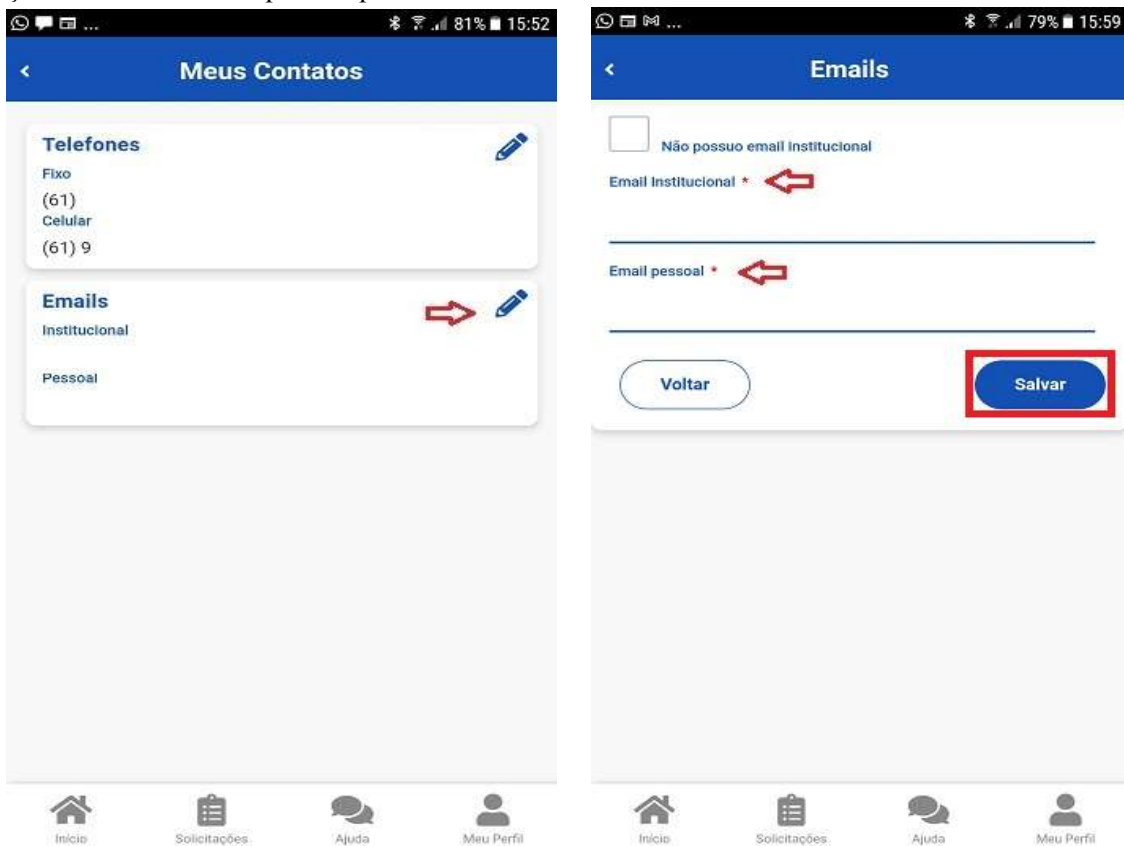 ...
81% 15:52
Meus Contatos
Telefones
Fixo
(61)
Celular
(61) 9
Emails
Institucional
Pessoal
Início
Solicitações
Ajuda
Meu Perfil
...
79% 15:59
Emails
Não possuo email institucional
Email Institucional *
Email pessoal *
Voltar
Salvar
Início
Solicitações
Ajuda
Meu Perfil